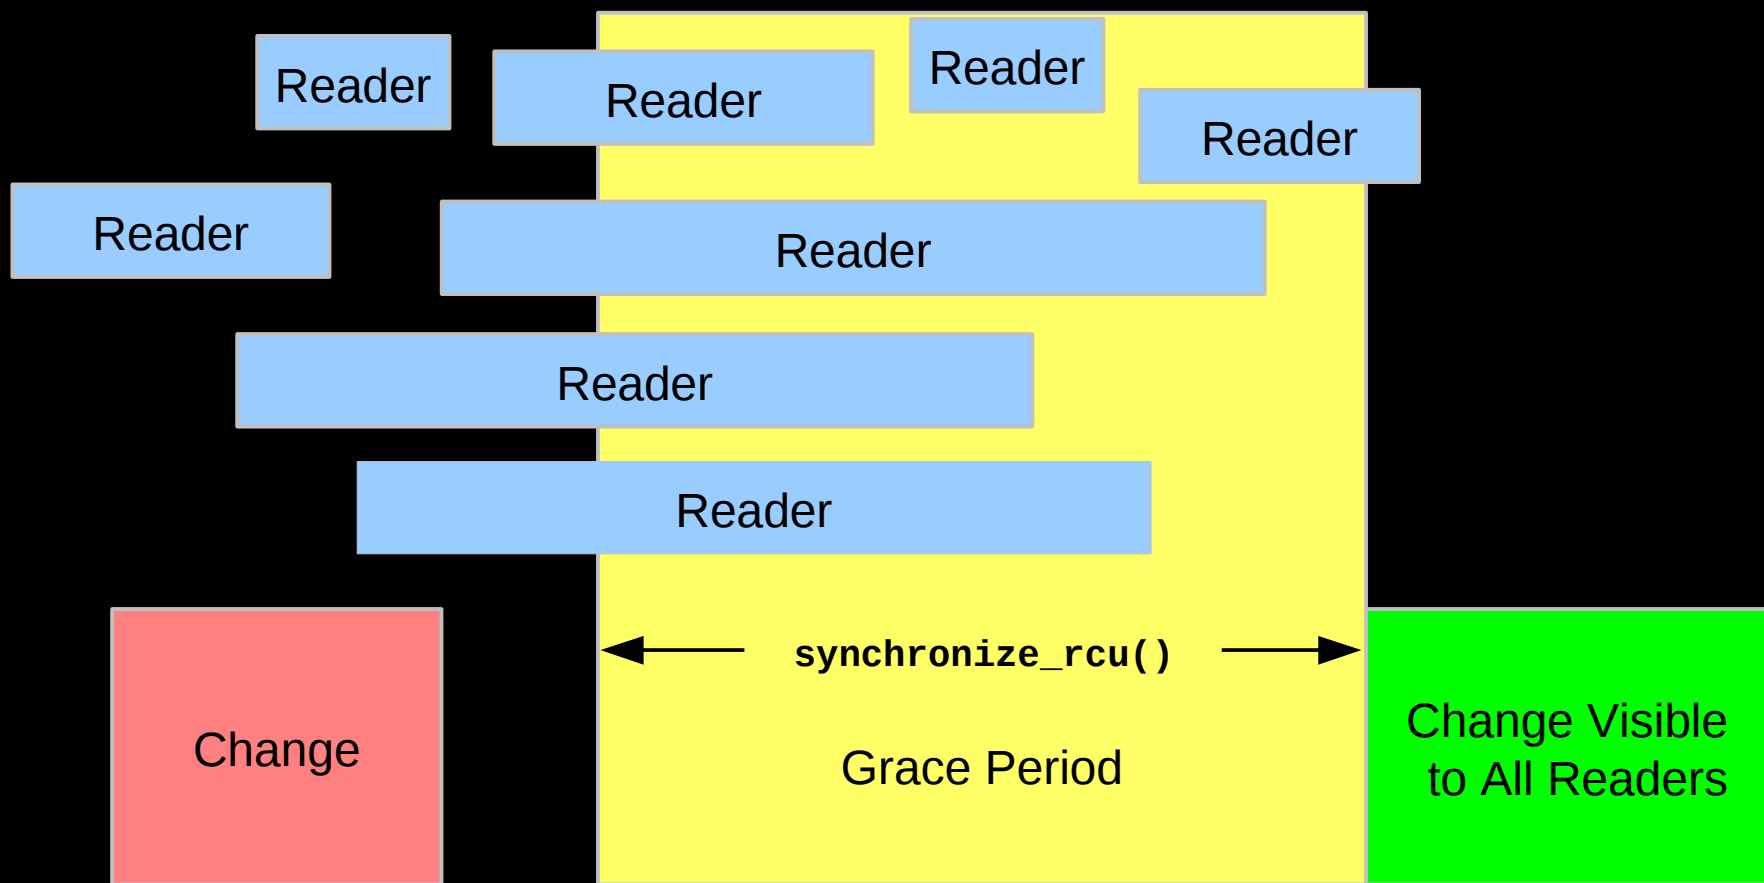 Reader
Reader
Reader
Reader
Reader
Reader
Reader
Reader
synchronize_rcu()
Change
Grace Period
Change Visible
to All Readers